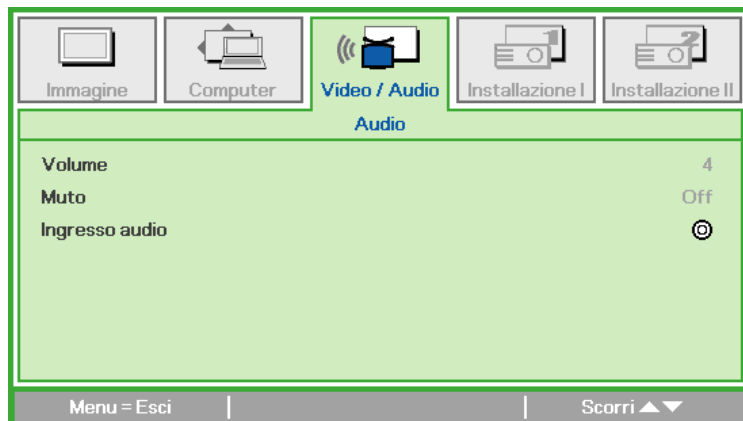 Immagine
Computer
Video / Audio
Installazione I
Installazione II
Audio
Volume 4
Muto Off
Ingresso audio
Menu = Esci Scorri ▲▼